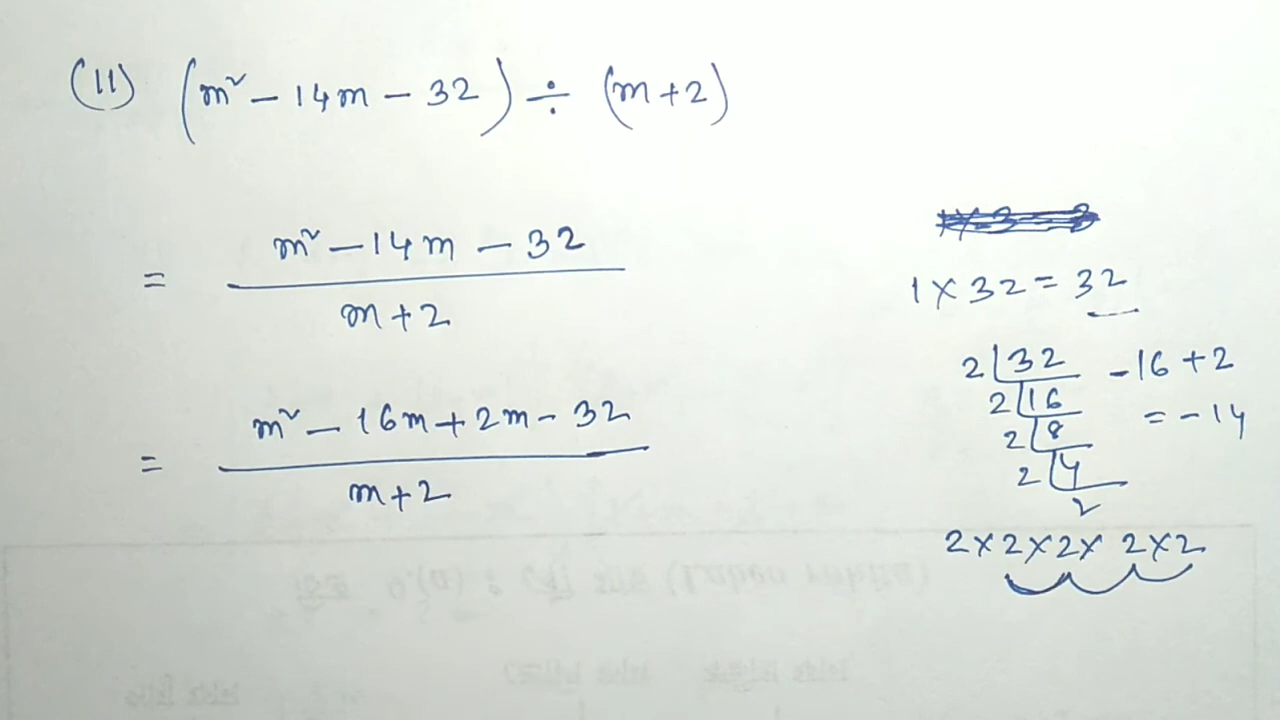 (II) (m² - 14m - 32) ÷ (m+2)
= m² - 14m - 32
m+2
= m² - 16m + 2m - 32
m+2
1 × 32 = 32
2 32 -16 + 2
2 16 = -14
2 8
2 4
2
2×2×2×2×2